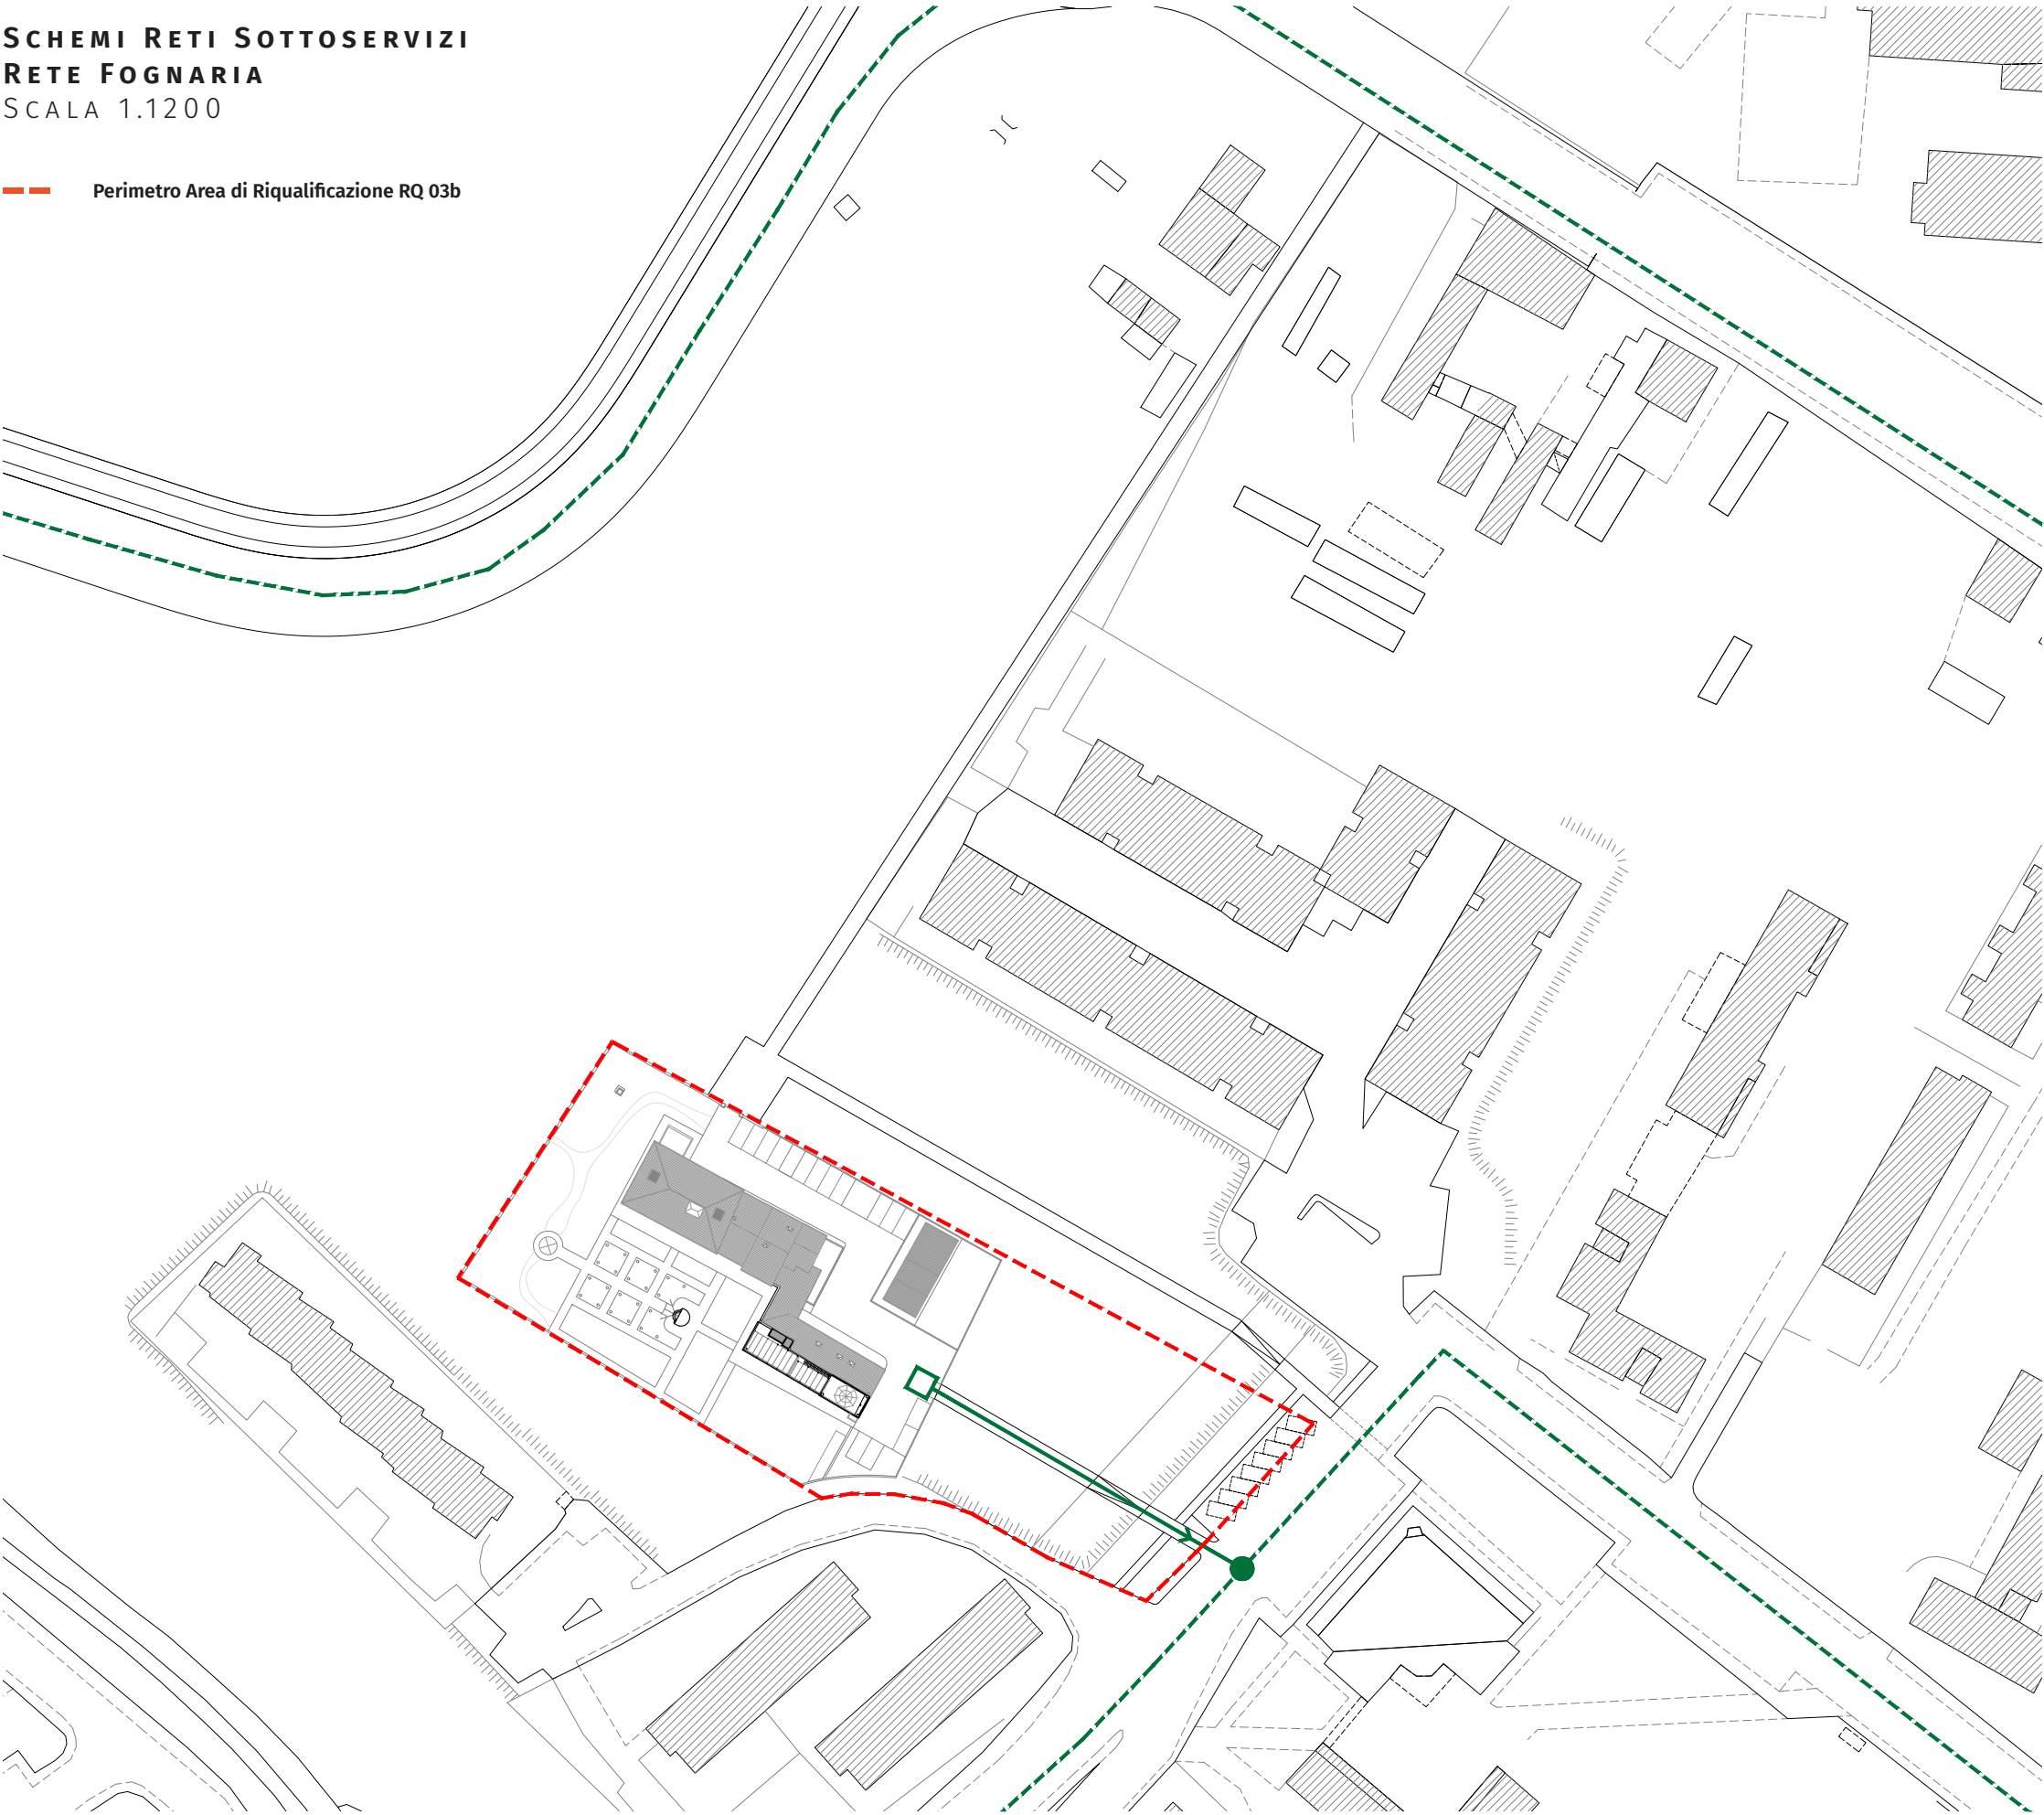 SCHEMI RETI SOTTOSERVIZI
RETE FOGNARIA
SCALA 1.1200
Perimetro Area di Riqualificazione RQ 03b